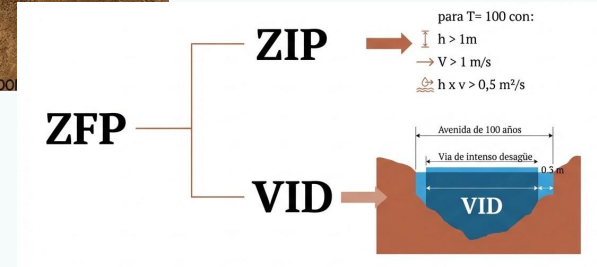 ZFP
ZIP
para T= 100 con:
h > 1m
V > 1 m/s
h x v > 0,5 m²/s
VID
Avenida de 100 años
Via de intenso desagüe
0.3 m
VID